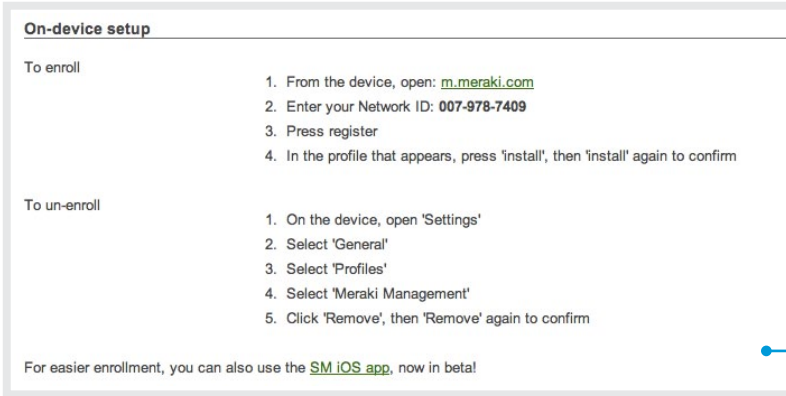 On-device setup
To enroll
1. From the device, open: m.meraki.com
2. Enter your Network ID: 007-978-7409
3. Press register
4. In the profile that appears, press 'install', then 'install' again to confirm
To un-enroll
1. On the device, open 'Settings'
2. Select 'General'
3. Select 'Profiles'
4. Select 'Meraki Management'
5. Click 'Remove', then 'Remove' again to confirm
For easier enrollment, you can also use the SM iOS app, now in beta!